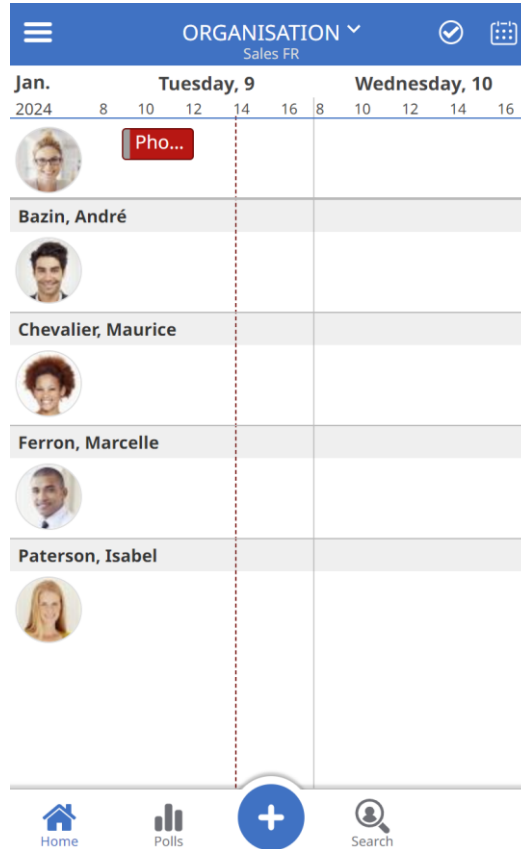 ORGANISATION
Sales FR
Jan. Tuesday, 9 Wednesday, 10
2024 8 10 12 14 16 8 10 12 14 16
Pho...
Bazin, André
Chevalier, Maurice
Ferron, Marcelle
Paterson, Isabel
+
Home Polls Search